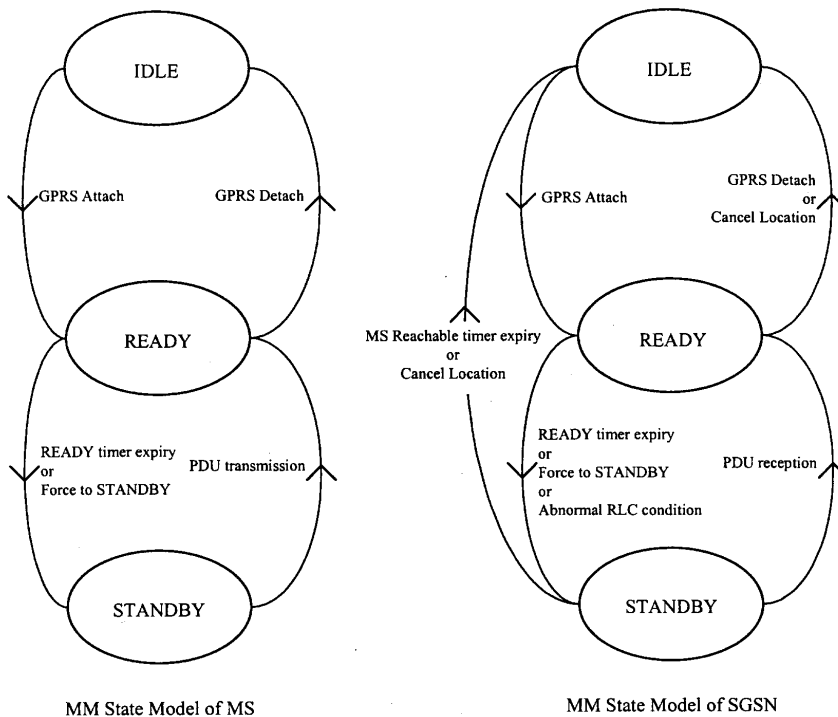 IDLE
GPRS Attach
GPRS Detach
READY
READY timer expiry
or
Force to STANDBY
PDU transmission
STANDBY
MM State Model of MS
IDLE
GPRS Attach
GPRS Detach
or
Cancel Location
MS Reachable timer expiry
or
Cancel Location
READY
READY timer expiry
or
Force to STANDBY
or
Abnormal RLC condition
PDU reception
STANDBY
MM State Model of SGSN